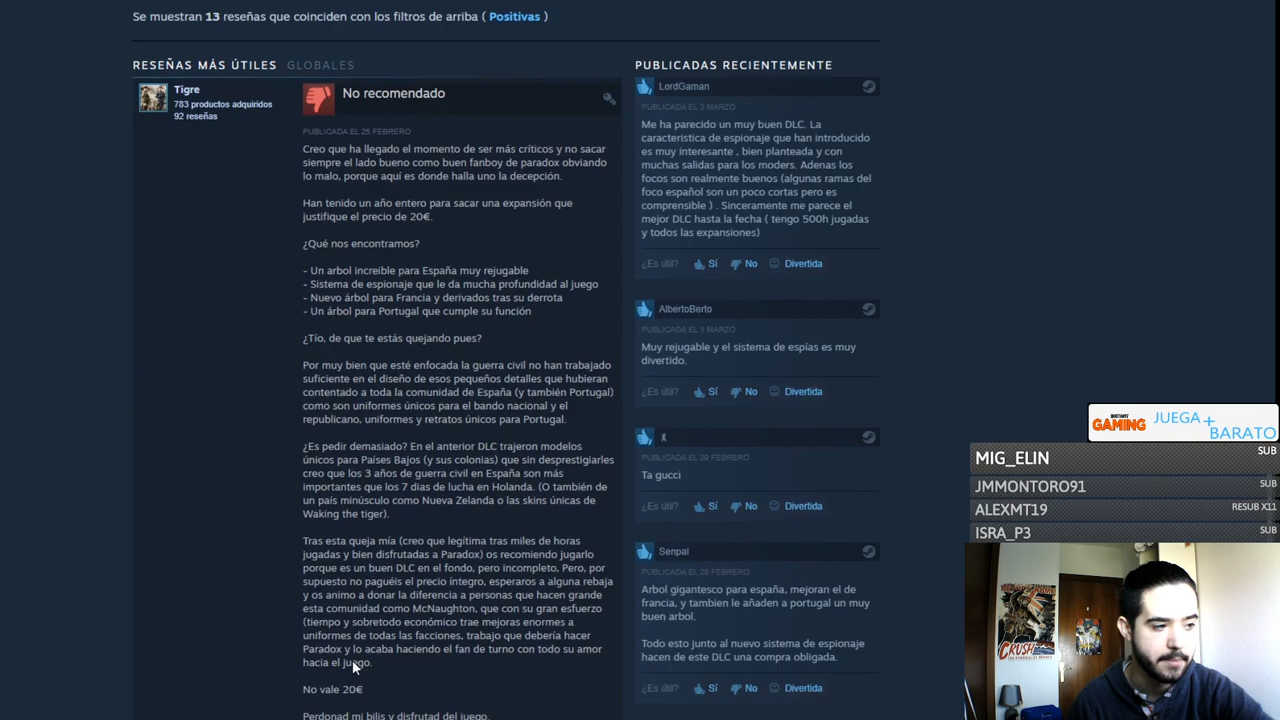 Se muestran 13 reseñas que coinciden con los filtros de arriba ( Positivas )
RESEÑAS MÁS ÚTILES GLOBALES
Tigre
783 productos adquiridos
92 reseñas
No recomendado
PUBLICADA EL 25 FEBRERO
Creo que ha llegado el momento de ser más críticos y no sacar
siempre el lado bueno como buen fanboy de paradox obviando
lo malo, porque aquí es donde halla uno la decepción.
Han tenido un año entero para sacar una expansión que
justifique el precio de 20€.
¿Qué nos encontramos?
- Un arbol increible para España muy rejugable
- Sistema de espionaje que le da mucha profundidad al juego
- Nuevo árbol para Francia y derivados tras su derrota
- Un árbol para Portugal que cumple su función
¿Tío, de que te estás quejando pues?
Por muy bien que esté enfocada la guerra civil no han trabajado
suficiente en el diseño de esos pequeños detalles que hubieran
contentado a toda la comunidad de España (y también Portugal)
como son uniformes únicos para el bando nacional y el
republicano, uniformes y retratos únicos para Portugal.
¿Es pedir demasiado? En el anterior DLC trajeron modelos
únicos para Países Bajos (y sus colonias) que sin desprestigiarles
creo que los 3 años de guerra civil en España son más
importantes que los 7 dias de lucha en Holanda. (O también de
un país minúsculo como Nueva Zelanda o las skins únicas de
Waking the tiger).
Tras esta queja mía (creo que legítima tras miles de horas
jugadas y bien disfrutadas a Paradox) os recomiendo jugarlo
porque es un buen DLC en el fondo, pero incompleto, Pero, por
supuesto no paguéis el precio íntegro, esperaros a alguna rebaja
y os animo a donar la diferencia a personas que hacen grande
esta comunidad como McNaughton, que con su gran esfuerzo
(tiempo y sobretodo económico trae mejoras enormes a
uniformes de todas las facciones, trabajo que debería hacer
Paradox y lo acaba haciendo el fan de turno con todo su amor
hacia el juego.
No vale 20€
Perdonad mi bilis y disfrutad del juego.
PUBLICADAS RECIENTEMENTE
LordGaman
PUBLICADA EL 3 MARZO
Me ha parecido un muy buen DLC. La
caracteristica de espionaje que han introducido
es muy interesante , bien planteada y con
muchas salidas para los moders. Adenas los
focos son realmente buenos (algunas ramas del
foco español son un poco cortas pero es
comprensible ) . Sinceramente me parece el
mejor DLC hasta la fecha ( tengo 500h jugadas
y todos las expansiones)
¿Es útil? Sí No Divertida
AlbertoBerto
PUBLICADA EL 1 MARZO
Muy rejugable y el sistema de espías es muy
divertido.
¿Es útil? Sí No Divertida
PUBLICADA EL 29 FEBRERO
Ta gucci
¿Es útil? Sí No Divertida
Senpal
PUBLICADA EL 28 FEBRERO
Arbol gigantesco para españa, mejoran el de
francia, y tambien le añaden a portugal un muy
buen arbol.
Todo esto junto al nuevo sistema de espionaje
hacen de este DLC una compra obligada.
¿Es útil? Sí No Divertida
INSTANT
GAMING
JUEGA+
BARATO
MIG_ELIN SUB
JMMONTORO91 SUB
ALEXMT19 RESUB X11
ISRA_P3 SUB
CRUSH